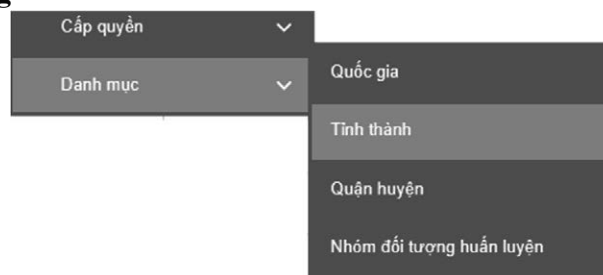 Cấp quyền
Danh mục
Quốc gia
Tỉnh thành
Quận huyện
Nhóm đối tượng huấn luyện